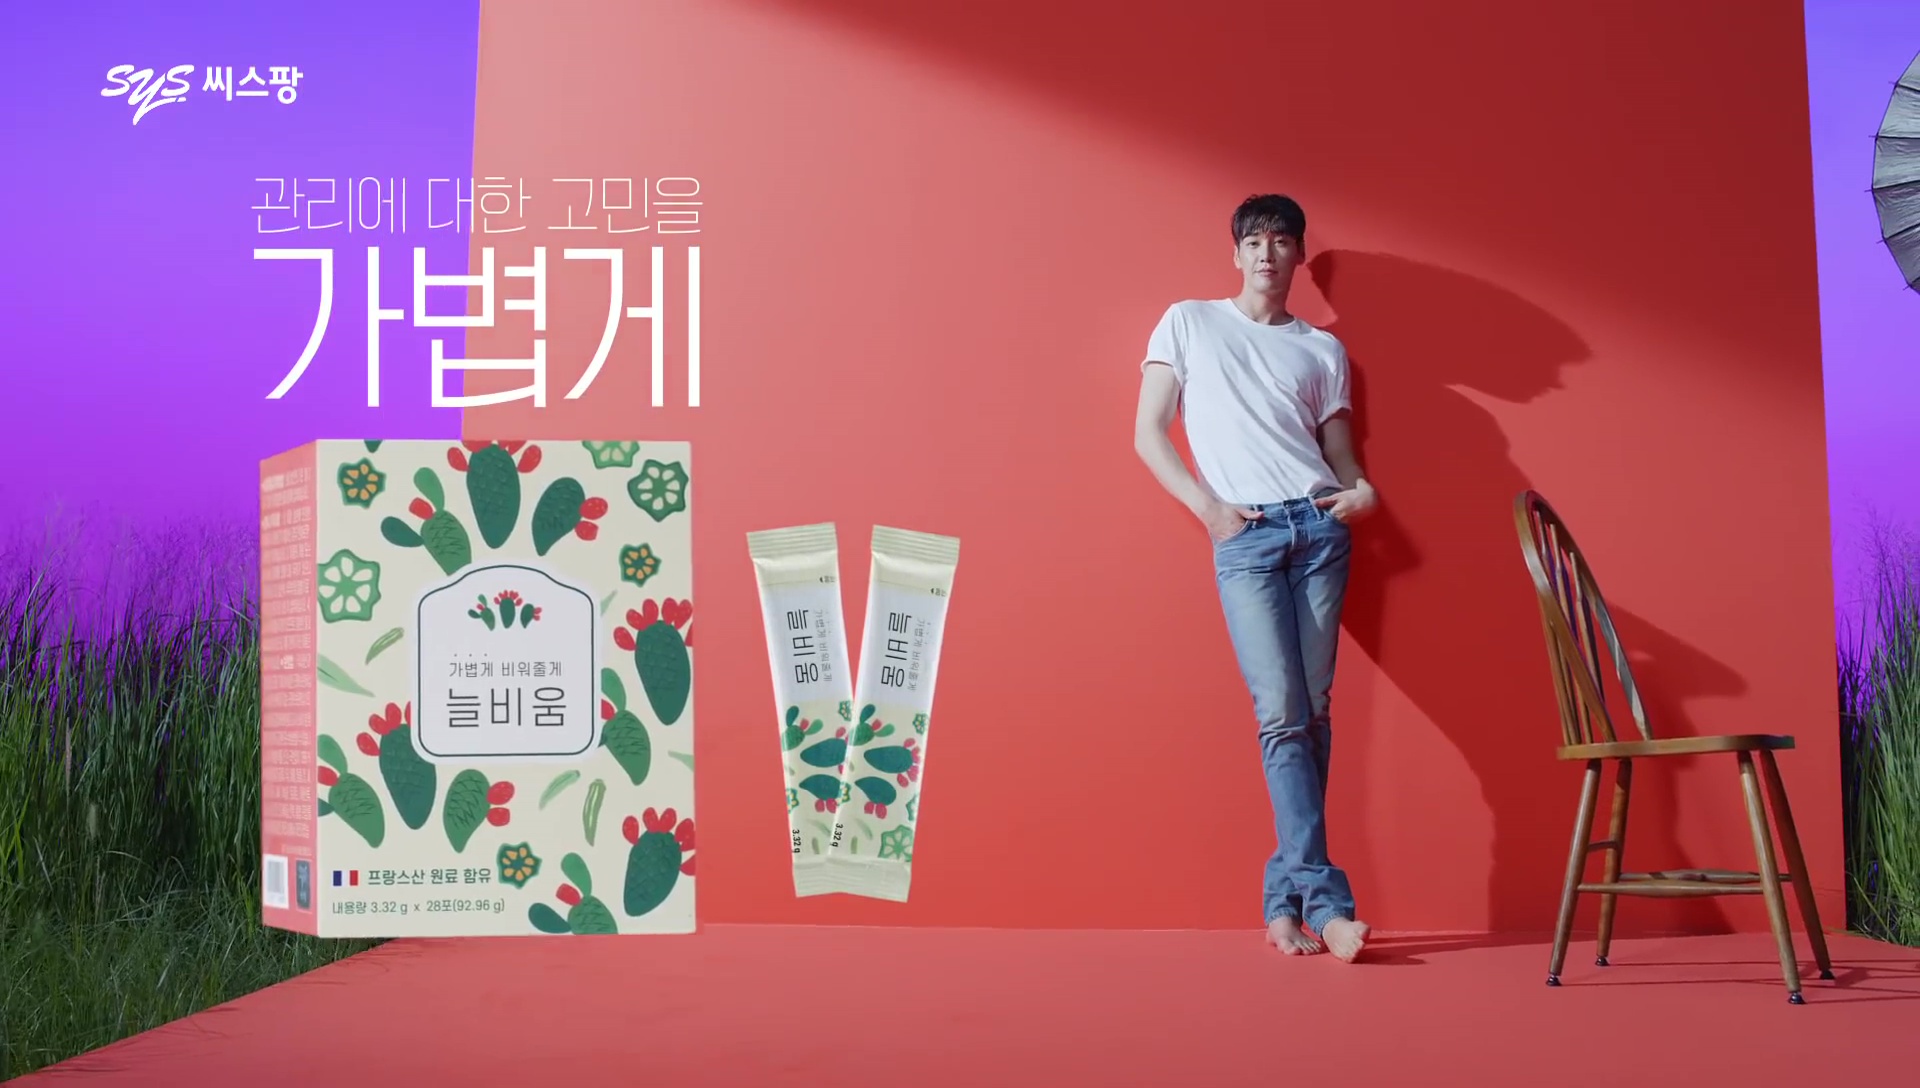 SYS 씨스팡
관리에 대한 고민을
가볍게
가볍게 비워줄게
늘비움
프랑스산 원료 함유
내용량 3.32 g x 28포(92.96 g)
늘비움
가볍게 비워줄게
3.32 g
늘비움
가볍게 비워줄게
3.32 g